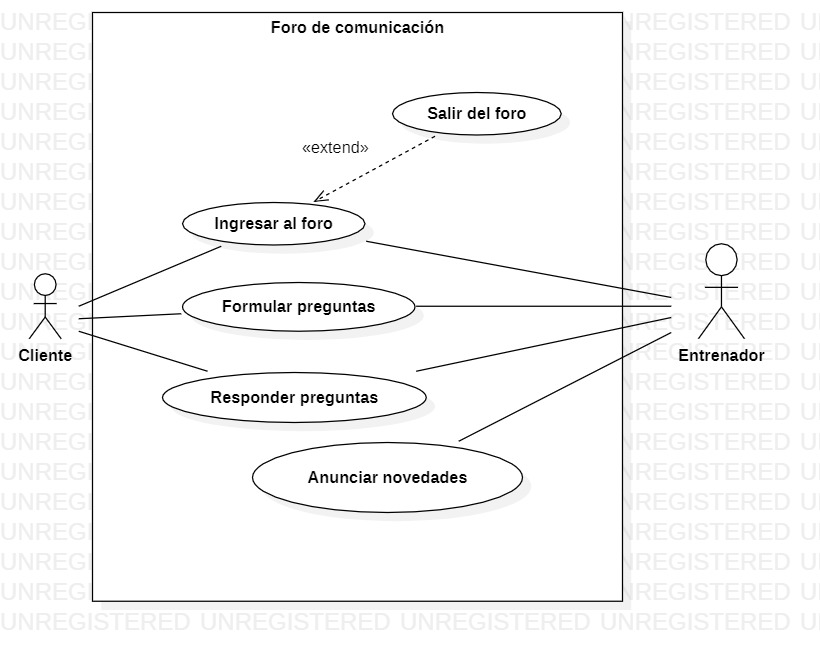 Foro de comunicación
Salir del foro
«extend»
Ingresar al foro
Formular preguntas
Cliente
Entrenador
Responder preguntas
Anunciar novedades
UNREGISTERED UNREGISTERED UNREGISTERED UNREGISTERED